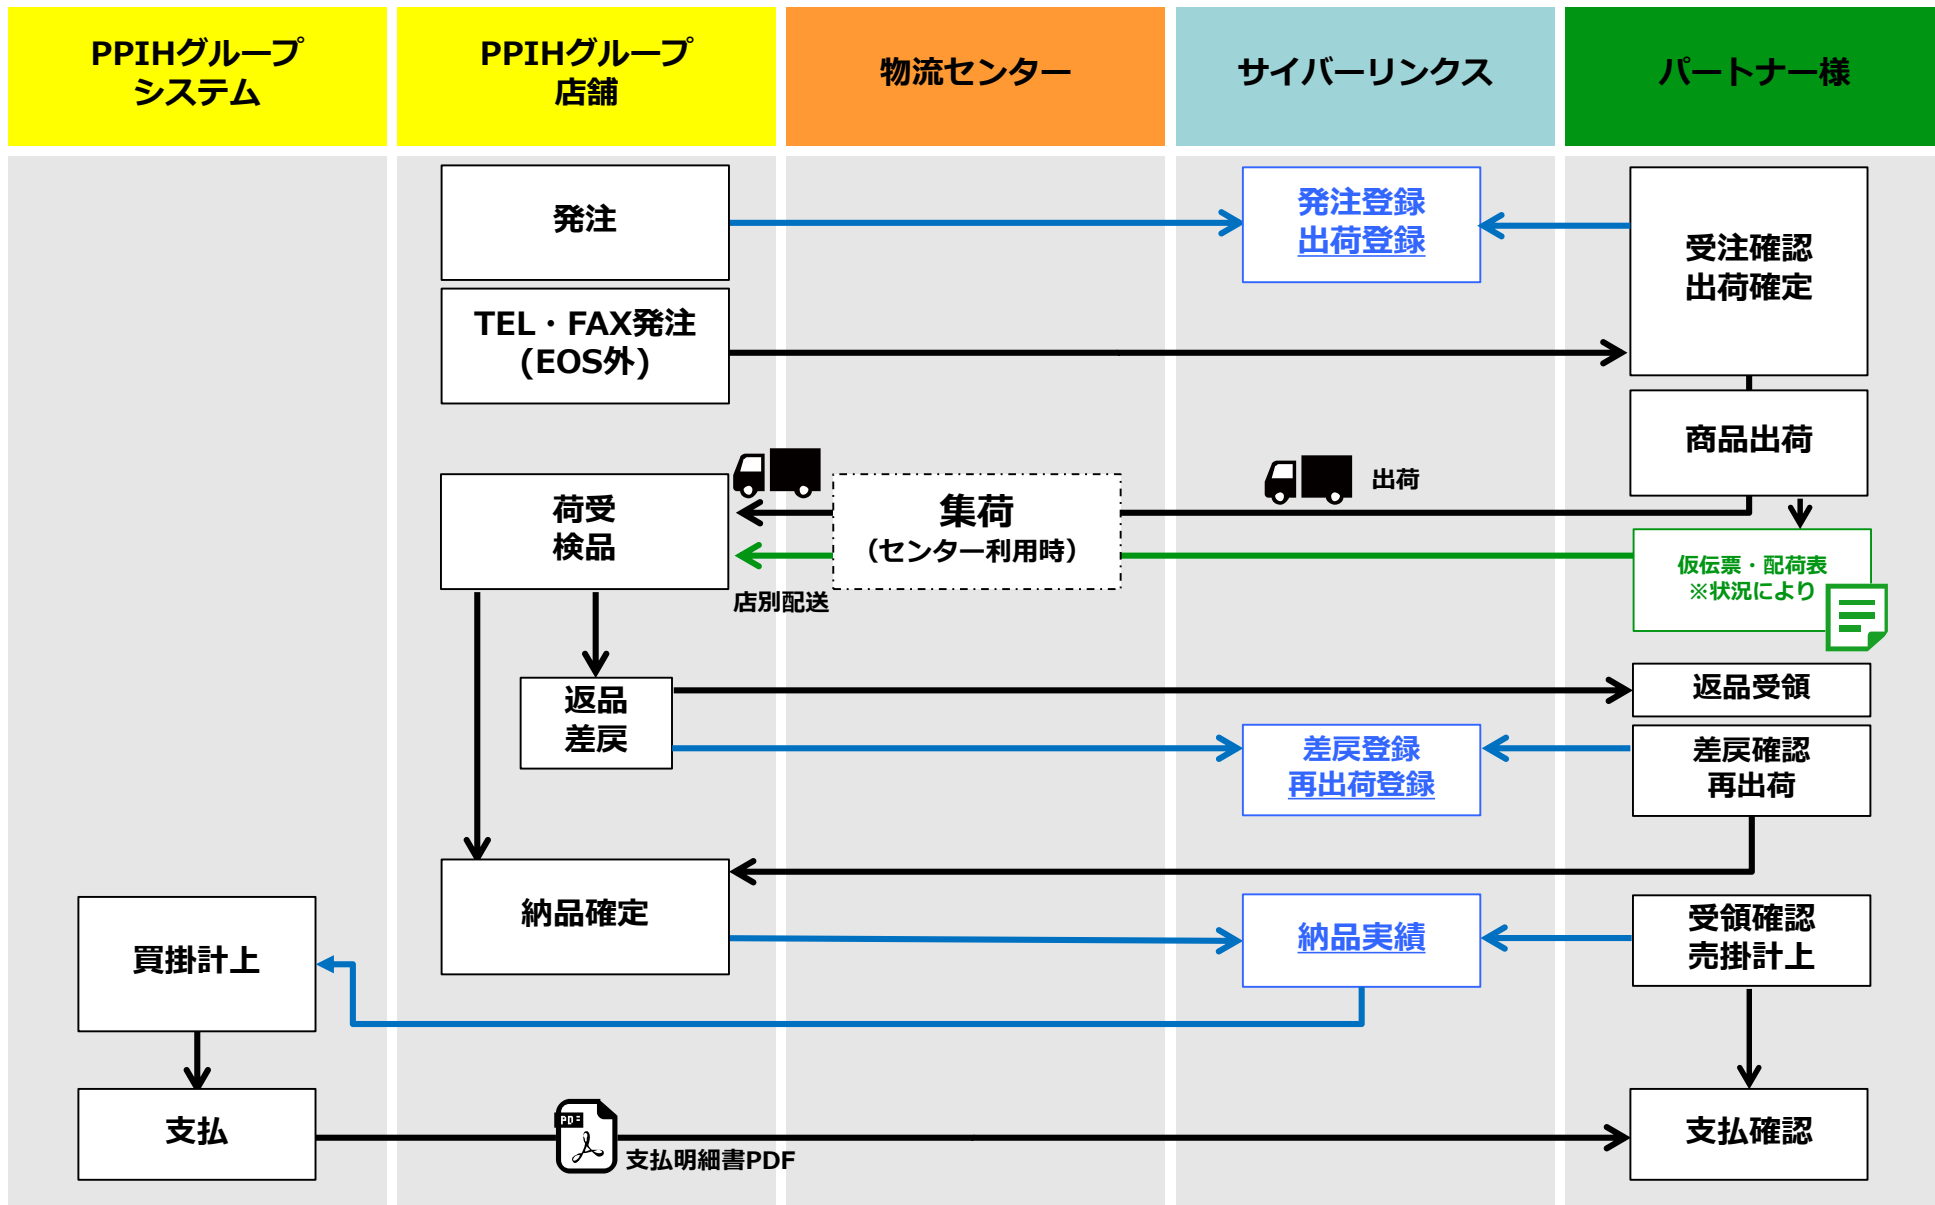 PPIHグループ
システム
PPIHグループ
店舗
物流センター
サイバーリンクス
パートナー様
発注
発注登録
出荷登録
受注確認
出荷確定
TEL・FAX発注
(EOS外)
商品出荷
出荷
荷受
検品
集荷
（センター利用時）
店別配送
仮伝票・配荷表
※状況により
返品
差戻
返品受領
差戻登録
再出荷登録
差戻確認
再出荷
納品確定
納品実績
受領確認
売掛計上
買掛計上
支払
PDF
支払明細書PDF
支払確認